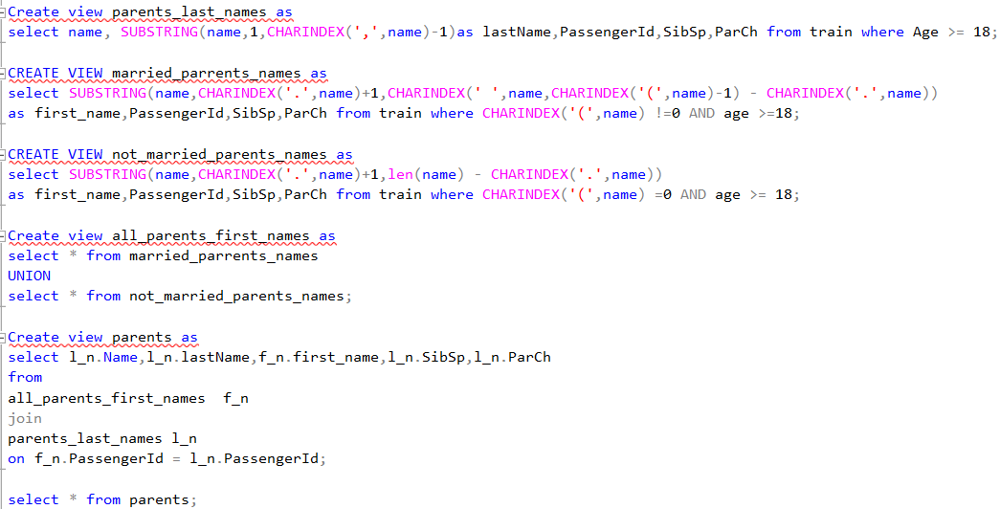 Create view parents_last_names as
select name, SUBSTRING(name,1,CHARINDEX(',',name)-1)as lastName,PassengerId,SibSp,ParCh from train where Age >= 18;
CREATE VIEW married_parrents_names as
select SUBSTRING(name,CHARINDEX('.',name)+1,CHARINDEX(' ',name,CHARINDEX('(',name)-1) - CHARINDEX('.',name))
as first_name,PassengerId,SibSp,ParCh from train where CHARINDEX('(',name) !=0 AND age >=18;
CREATE VIEW not_married_parents_names as
select SUBSTRING(name,CHARINDEX('.',name)+1,len(name) - CHARINDEX('.',name))
as first_name,PassengerId,SibSp,ParCh from train where CHARINDEX('(',name) =0 AND age >= 18;
Create view all_parents_first_names as
select * from married_parrents_names
UNION
select * from not_married_parents_names;
Create view parents as
select l_n.Name,l_n.lastName,f_n.first_name,l_n.SibSp,l_n.ParCh
from
all_parents_first_names  f_n
join
parents_last_names l_n
on f_n.PassengerId = l_n.PassengerId;
select * from parents;